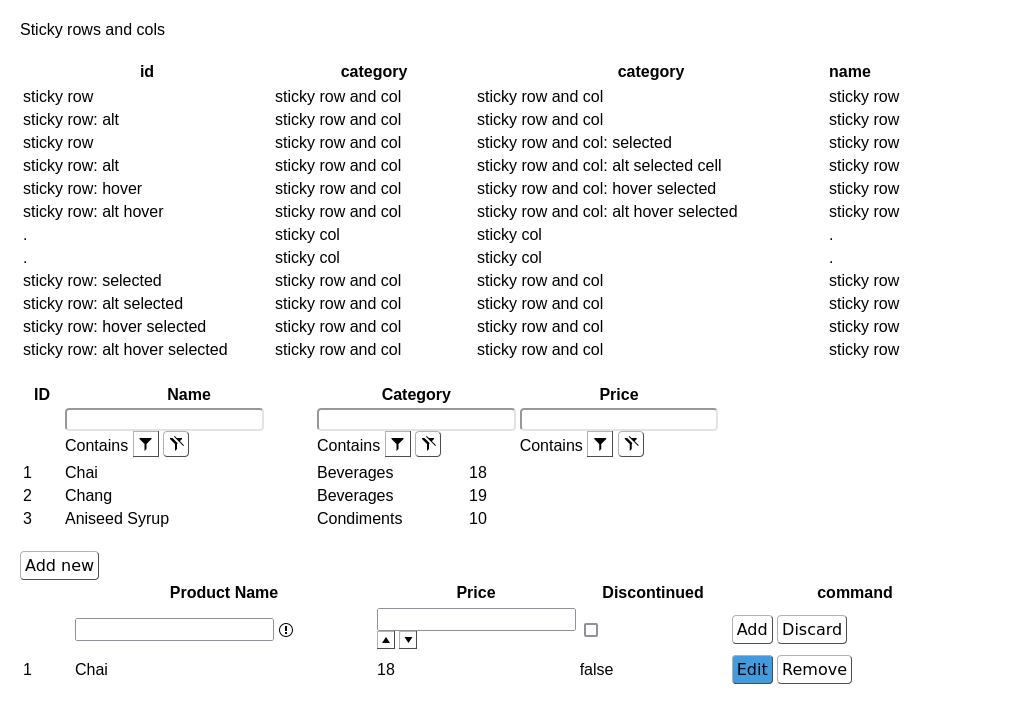 Sticky rows and cols
id category category name
sticky row sticky row and col sticky row and col sticky row
sticky row: alt sticky row and col sticky row and col sticky row
sticky row sticky row and col sticky row and col: selected sticky row
sticky row: alt sticky row and col sticky row and col: alt selected cell sticky row
sticky row: hover sticky row and col sticky row and col: hover selected sticky row
sticky row: alt hover sticky row and col sticky row and col: alt hover selected sticky row
. sticky col sticky col .
. sticky col sticky col .
sticky row: selected sticky row and col sticky row and col sticky row
sticky row: alt selected sticky row and col sticky row and col sticky row
sticky row: hover selected sticky row and col sticky row and col sticky row
sticky row: alt hover selected sticky row and col sticky row and col sticky row
ID Name Category Price
Contains Contains Contains
1 Chai Beverages 18
2 Chang Beverages 19
3 Aniseed Syrup Condiments 10
Add new
Product Name Price Discontinued command
Add Discard
1 Chai 18 false Edit Remove